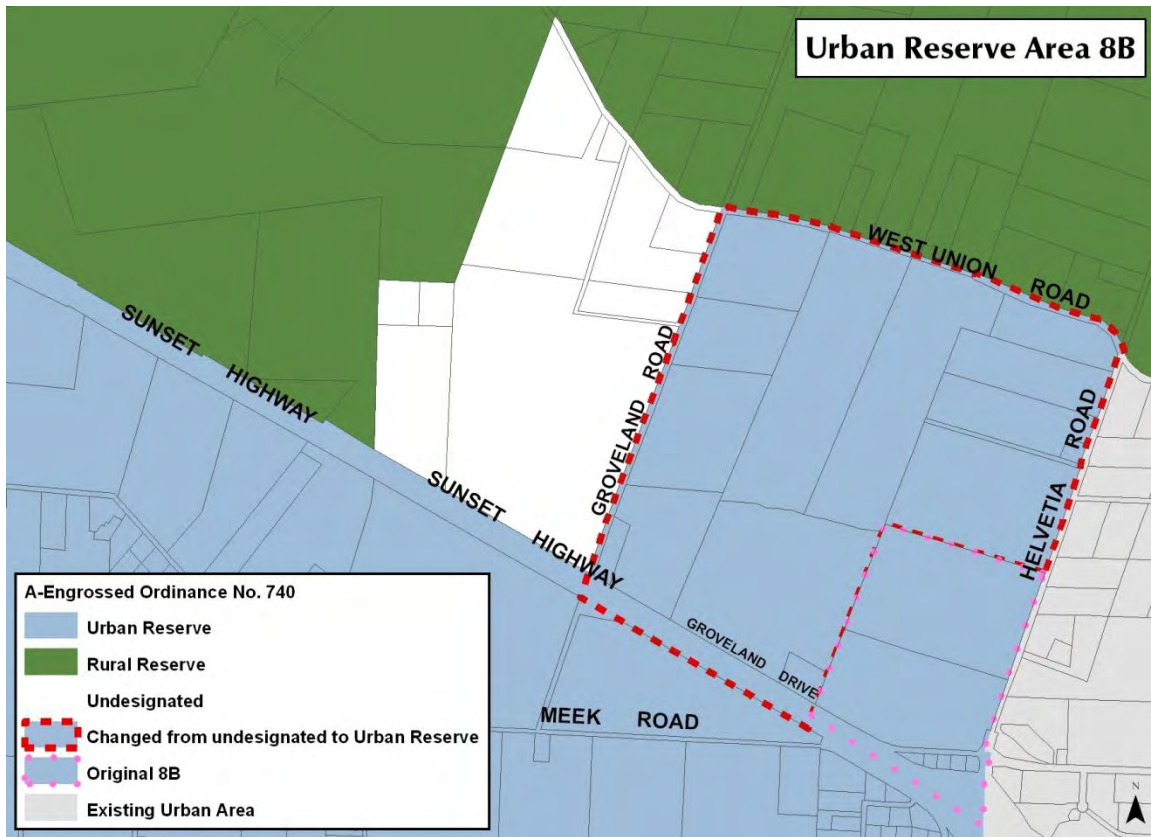 Urban Reserve Area 8B
WEST UNION ROAD
SUNSET HIGHWAY
GROVELAND ROAD
HELVETIA ROAD
SUNSET HIGHWAY
GROVELAND DRIVE
MEEK ROAD
A-Engrossed Ordinance No. 740
Urban Reserve
Rural Reserve
Undesignated
Changed from undesignated to Urban Reserve
Original 8B
Existing Urban Area
N